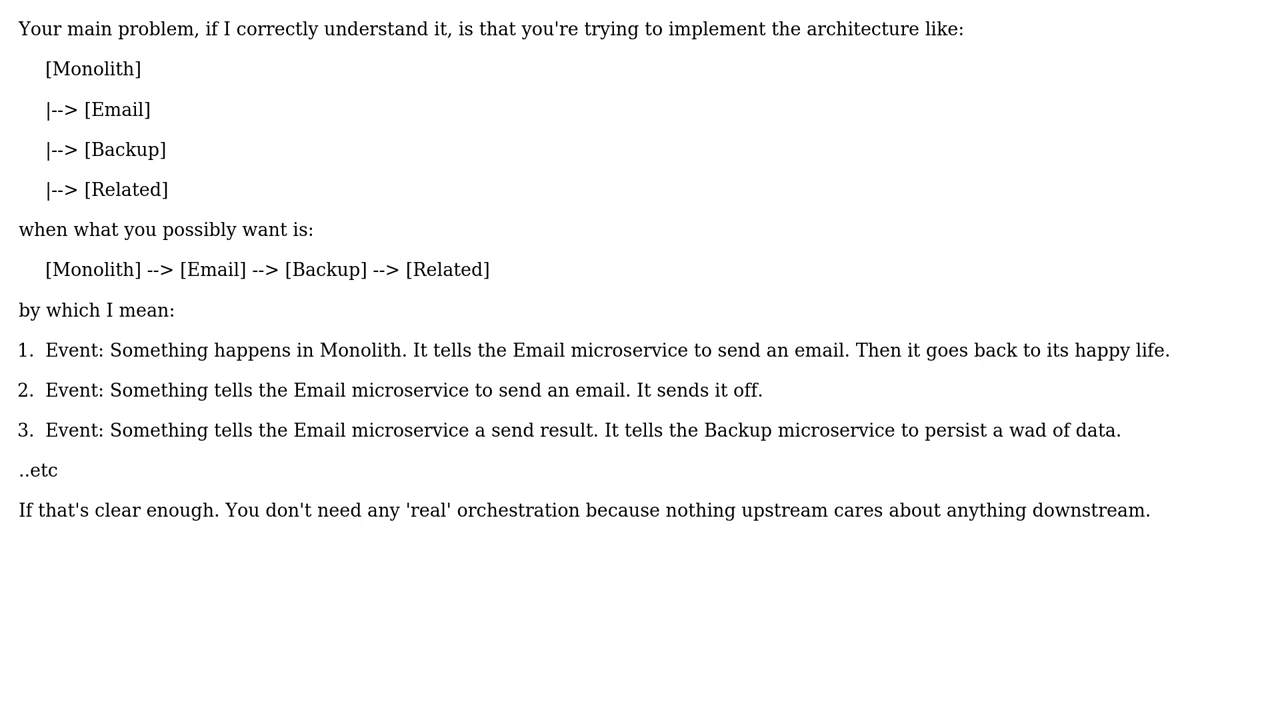 Your main problem, if I correctly understand it, is that you're trying to implement the architecture like:
[Monolith]
|--> [Email]
|--> [Backup]
|--> [Related]
when what you possibly want is:
[Monolith] --> [Email] --> [Backup] --> [Related]
by which I mean:
1. Event: Something happens in Monolith. It tells the Email microservice to send an email. Then it goes back to its happy life.
2. Event: Something tells the Email microservice to send an email. It sends it off.
3. Event: Something tells the Email microservice a send result. It tells the Backup microservice to persist a wad of data.
..etc
If that's clear enough. You don't need any 'real' orchestration because nothing upstream cares about anything downstream.